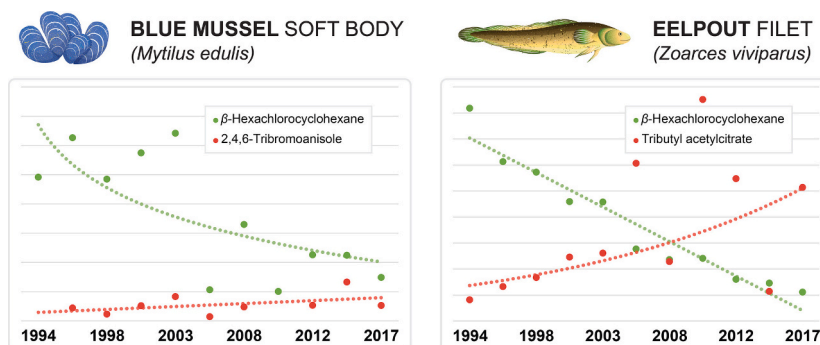 BLUE MUSSEL SOFT BODY
(Mytilus edulis)
β-Hexachlorocyclohexane
2,4,6-Tribromoanisole
1994 1998 2003 2008 2012 2017
EELPOUT FILET
(Zoarces viviparus)
β-Hexachlorocyclohexane
Tributyl acetylcitrate
1994 1998 2003 2008 2012 2017